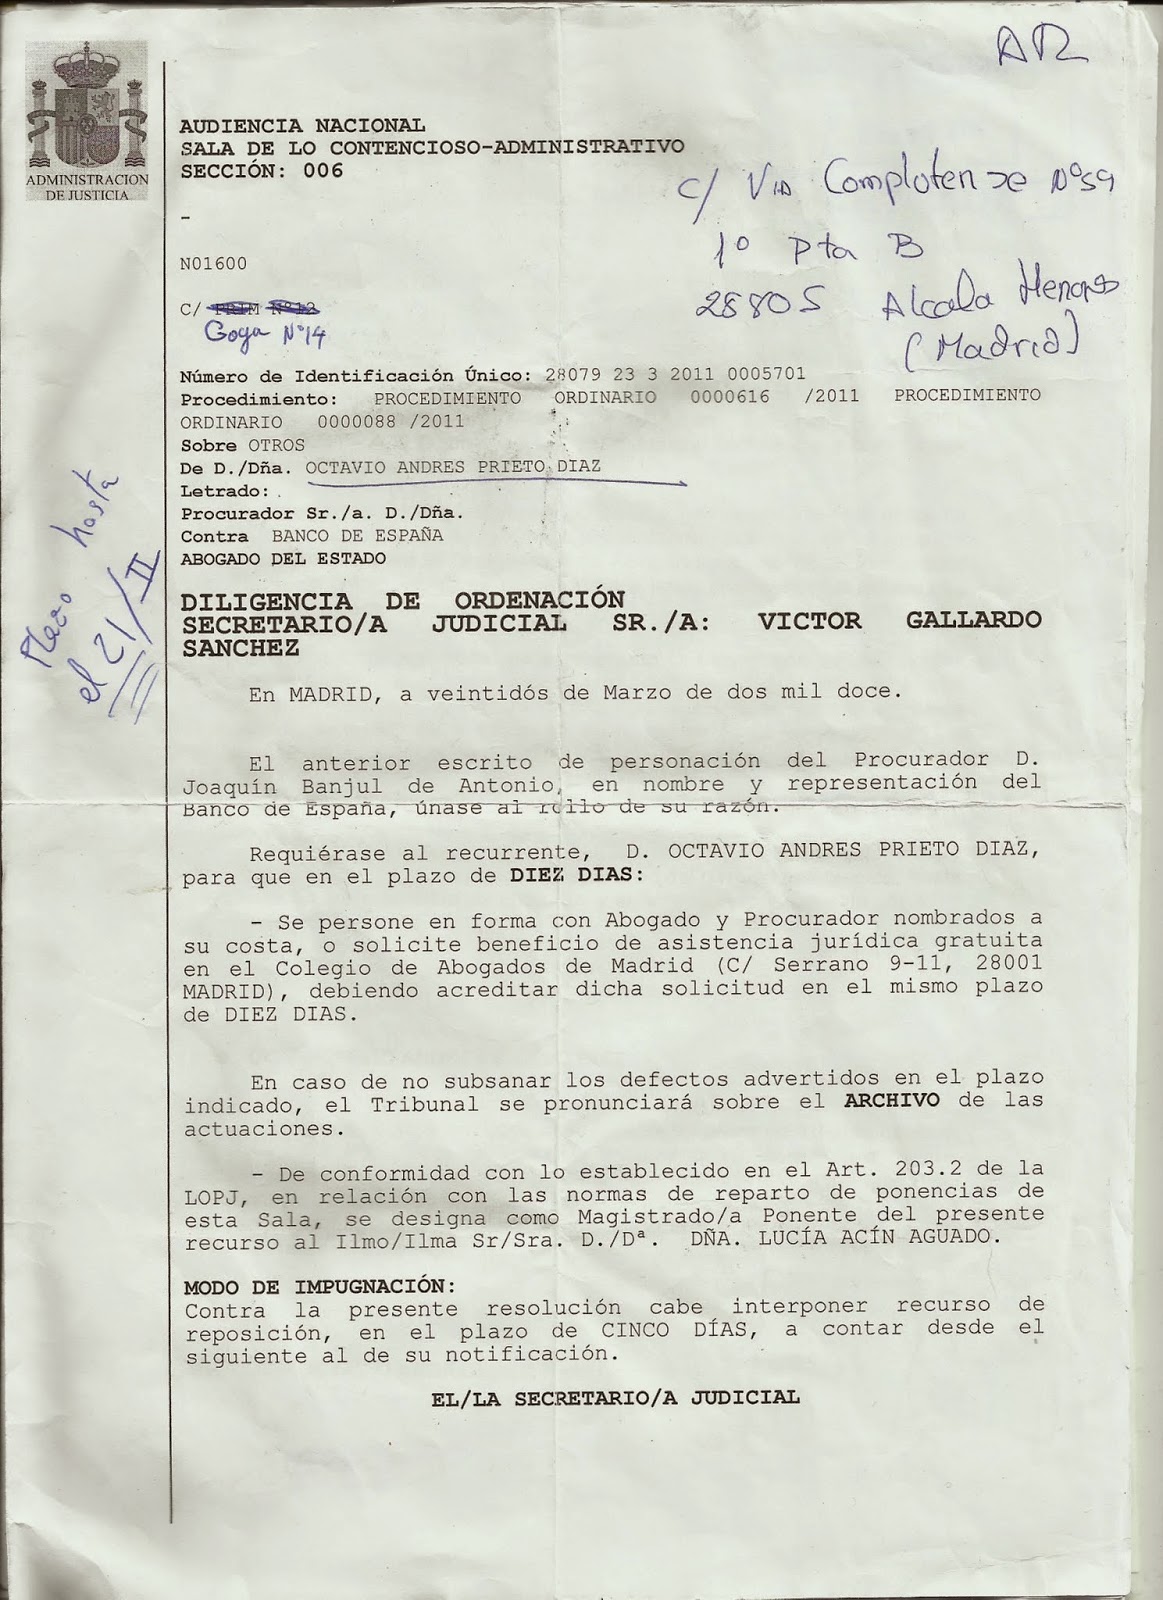 AR
ADMINISTRACION
DE JUSTICIA
AUDIENCIA NACIONAL
SALA DE LO CONTENCIOSO-ADMINISTRATIVO
SECCIÓN: 006
C/ Via Complutense Nº59
1º Pta B
28805 Alcala Henares
(Madrid)
-
N01600
C/ PRIM Nº12
Goya Nº14
Número de Identificación Único: 28079 23 3 2011 0005701
Procedimiento: PROCEDIMIENTO ORDINARIO 0000616 /2011 PROCEDIMIENTO
ORDINARIO 0000088 /2011
Sobre OTROS
De D./Dña. OCTAVIO ANDRES PRIETO DIAZ
Letrado:
Procurador Sr./a. D./Dña.
Contra BANCO DE ESPAÑA
ABOGADO DEL ESTADO
Plazo hasta
el 21/II
DILIGENCIA DE ORDENACIÓN
SECRETARIO/A JUDICIAL SR./A: VICTOR GALLARDO
SANCHEZ
En MADRID, a veintidós de Marzo de dos mil doce.
El anterior escrito de personación del Procurador D.
Joaquín Banjul de Antonio, en nombre y representación del
Banco de España, únase al rollo de su razón.
Requiérase al recurrente, D. OCTAVIO ANDRES PRIETO DIAZ,
para que en el plazo de DIEZ DIAS:
- Se persone en forma con Abogado y Procurador nombrados a
su costa, o solicite beneficio de asistencia jurídica gratuita
en el Colegio de Abogados de Madrid (C/ Serrano 9-11, 28001
MADRID), debiendo acreditar dicha solicitud en el mismo plazo
de DIEZ DIAS.
En caso de no subsanar los defectos advertidos en el plazo
indicado, el Tribunal se pronunciará sobre el ARCHIVO de las
actuaciones.
- De conformidad con lo establecido en el Art. 203.2 de la
LOPJ, en relación con las normas de reparto de ponencias de
esta Sala, se designa como Magistrado/a Ponente del presente
recurso al Ilmo/Ilma Sr/Sra. D./Dª. DÑA. LUCÍA ACÍN AGUADO.
MODO DE IMPUGNACIÓN:
Contra la presente resolución cabe interponer recurso de
reposición, en el plazo de CINCO DÍAS, a contar desde el
siguiente al de su notificación.
EL/LA SECRETARIO/A JUDICIAL